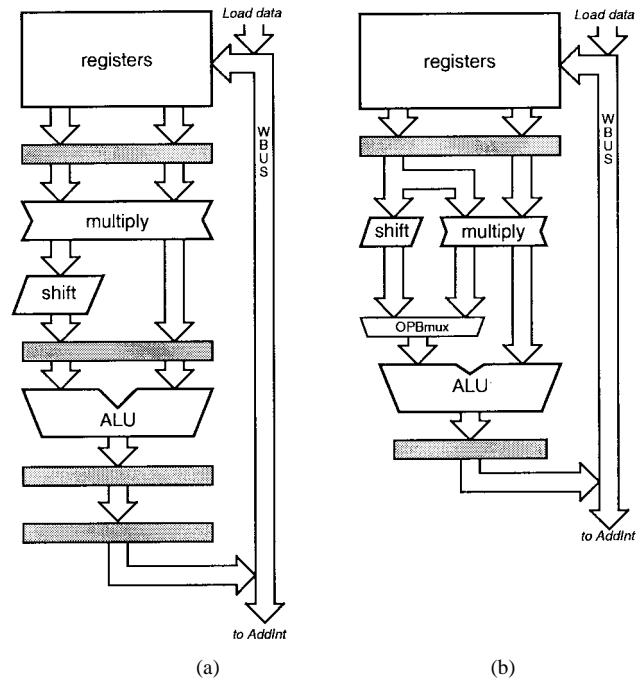 Load data
registers
WBUS
multiply
shift
ALU
to AddInt
(a)
Load data
registers
WBUS
shift
multiply
OPBmux
ALU
to AddInt
(b)